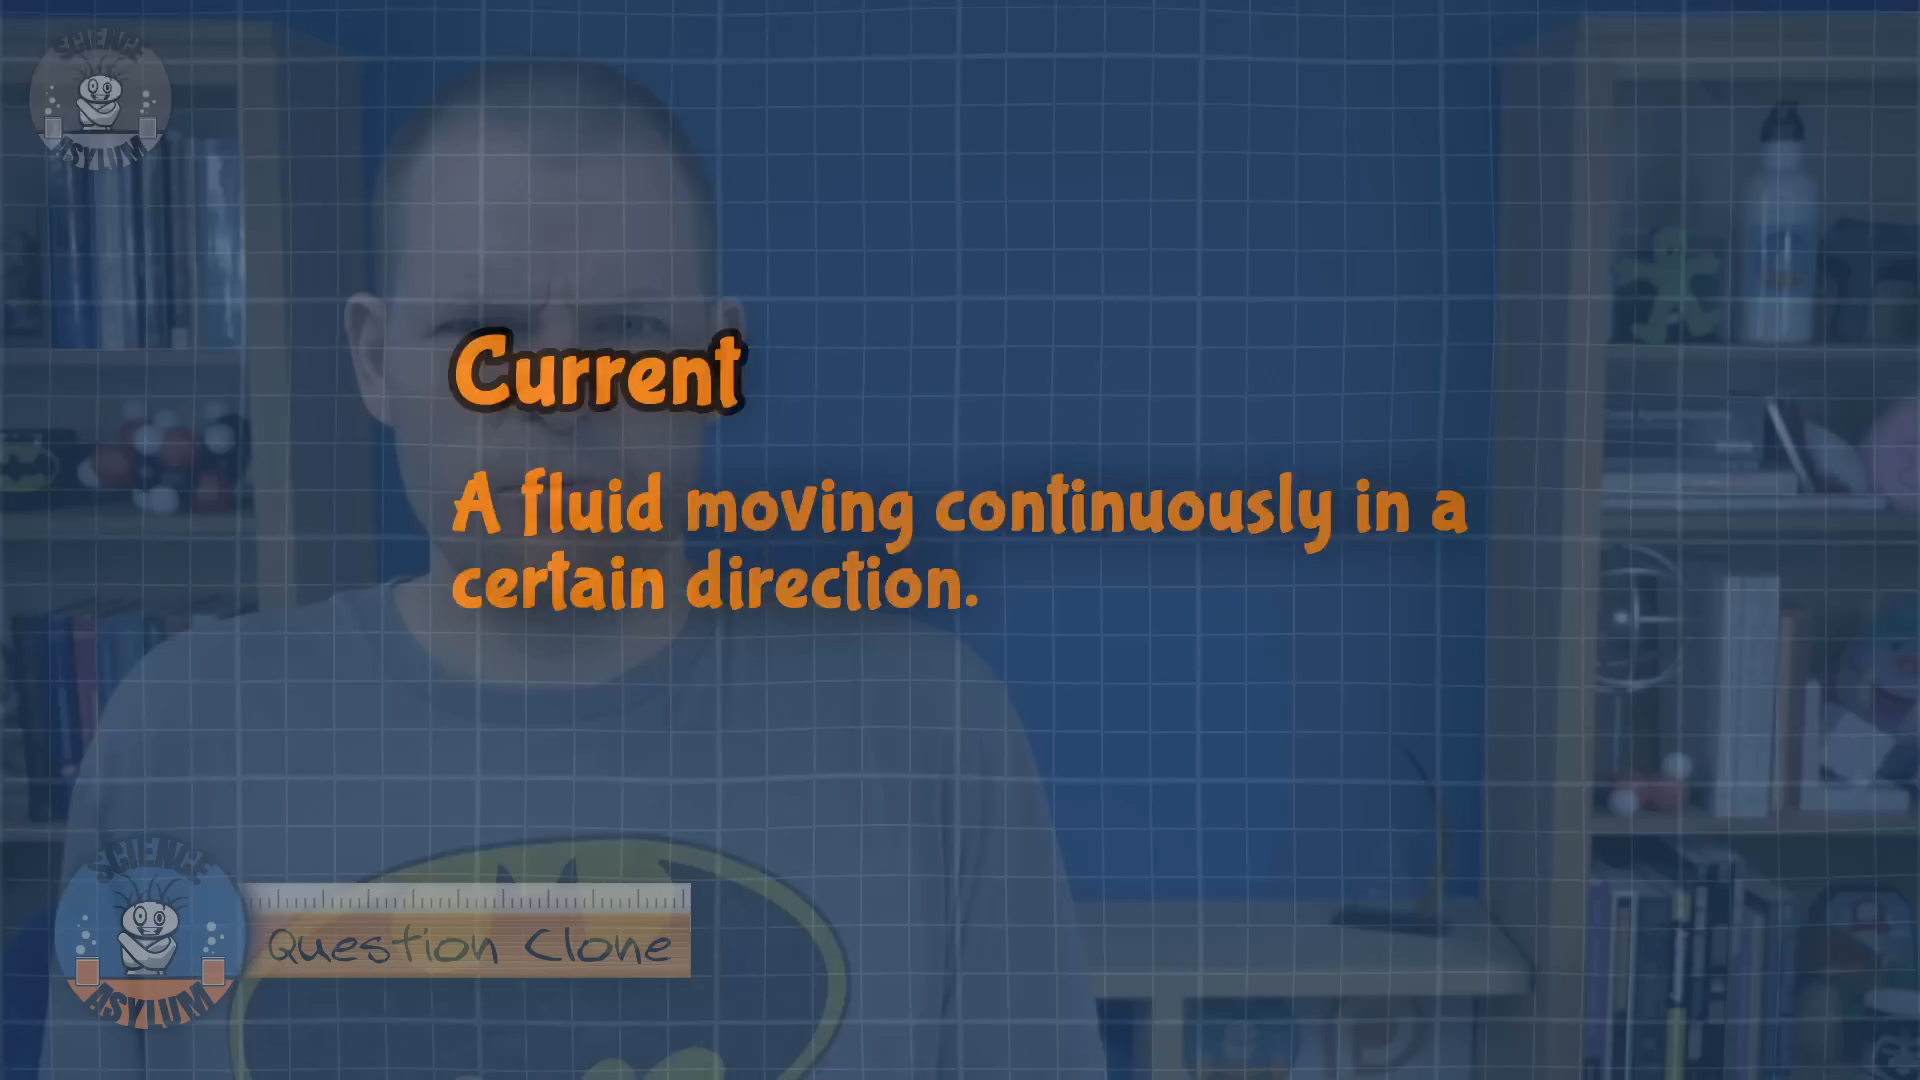 SCIENCE
ASYLUM
Current
A fluid moving continuously in a
certain direction.
SCIENCE
ASYLUM
Question Clone